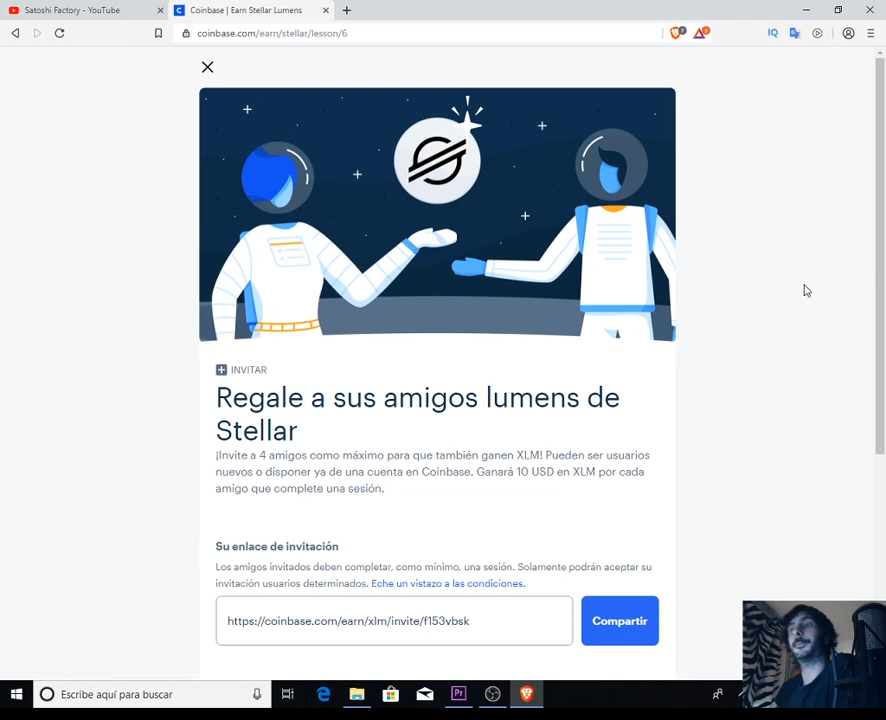 Satoshi Factory - YouTube
Coinbase | Earn Stellar Lumens
coinbase.com/earn/stellar/lesson/6
IQ
INVITAR
Regale a sus amigos lumens de
Stellar
¡Invite a 4 amigos como máximo para que también ganen XLM! Pueden ser usuarios
nuevos o disponer ya de una cuenta en Coinbase. Ganará 10 USD en XLM por cada
amigo que complete una sesión.
Su enlace de invitación
Los amigos invitados deben completar, como mínimo, una sesión. Solamente podrán aceptar su
invitación usuarios determinados. Eche un vistazo a las condiciones.
https://coinbase.com/earn/xlm/invite/f153vbsk
Compartir
Escribe aquí para buscar
Pr